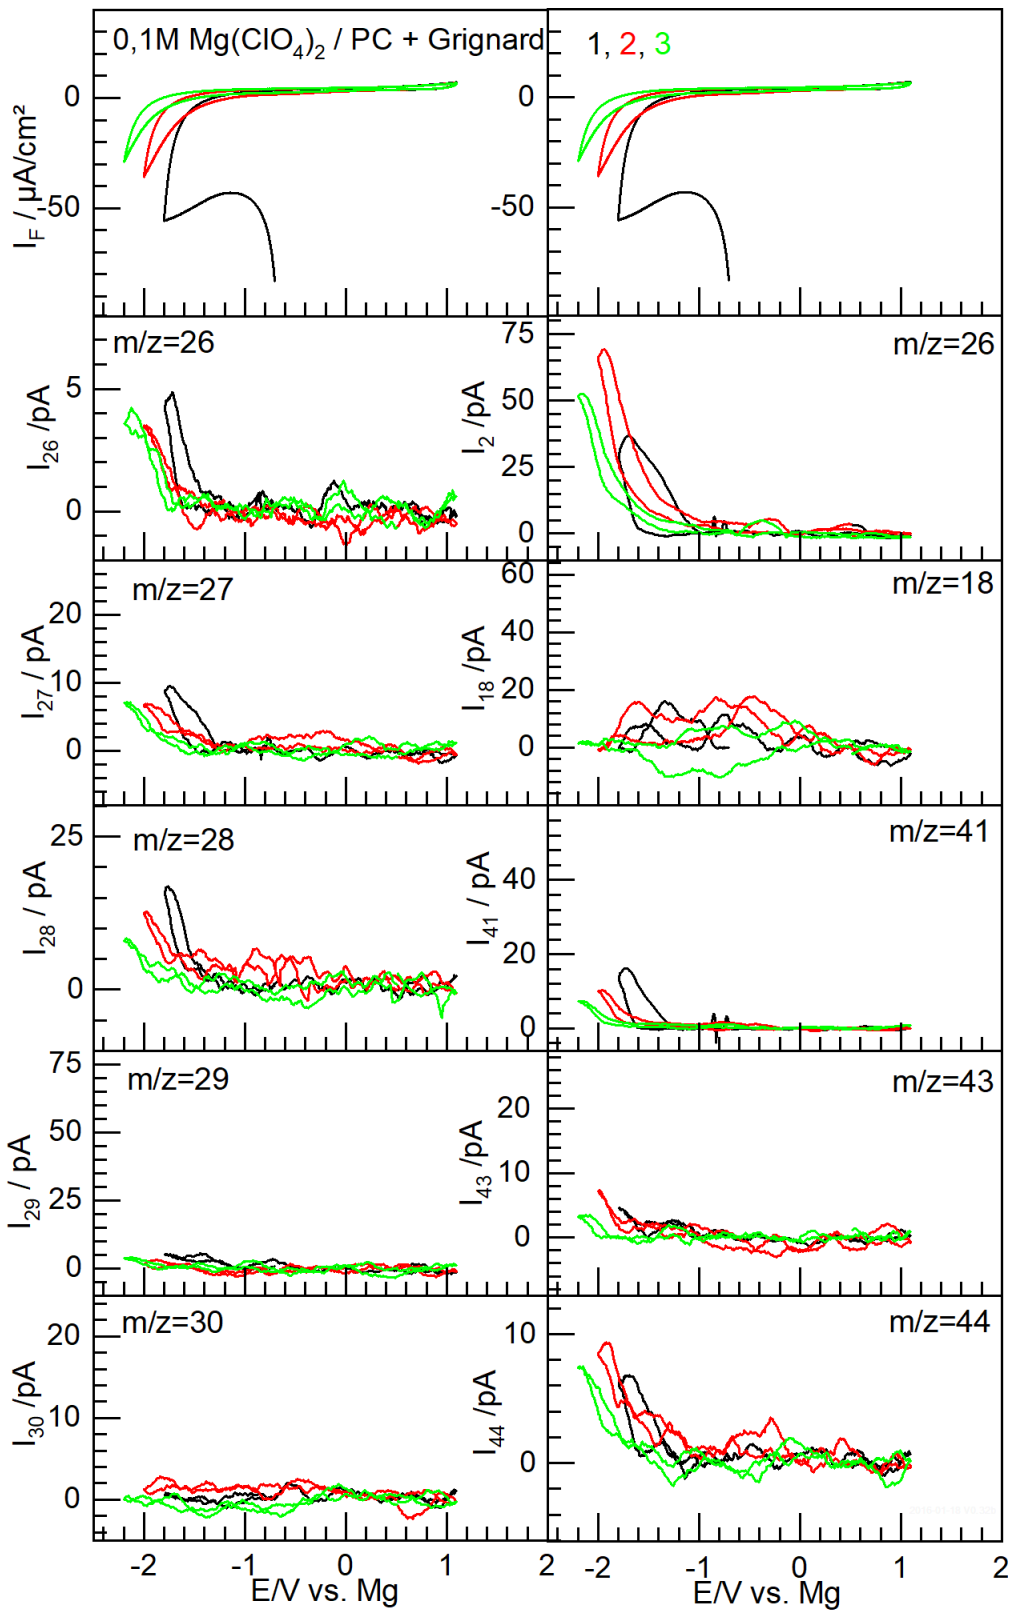 0,1M Mg(ClO₄)₂ / PC + Grignard
1, 2, 3
0
-50
I_F / µA/cm²
0
-50
m/z=26
5
0
I₂₆ /pA
m/z=26
75
50
25
0
I₂ /pA
m/z=27
20
10
0
I₂₇ / pA
m/z=18
60
40
20
0
I₁₈ /pA
m/z=28
25
0
I₂₈ / pA
m/z=41
40
20
0
I₄₁ / pA
m/z=29
75
50
25
0
I₂₉ / pA
m/z=43
20
10
0
I₄₃ /pA
m/z=30
20
10
0
I₃₀ /pA
m/z=44
10
0
I₄₄ /pA
-2 -1 0 1 2
E/V vs. Mg
-2 -1 0 1 2
E/V vs. Mg